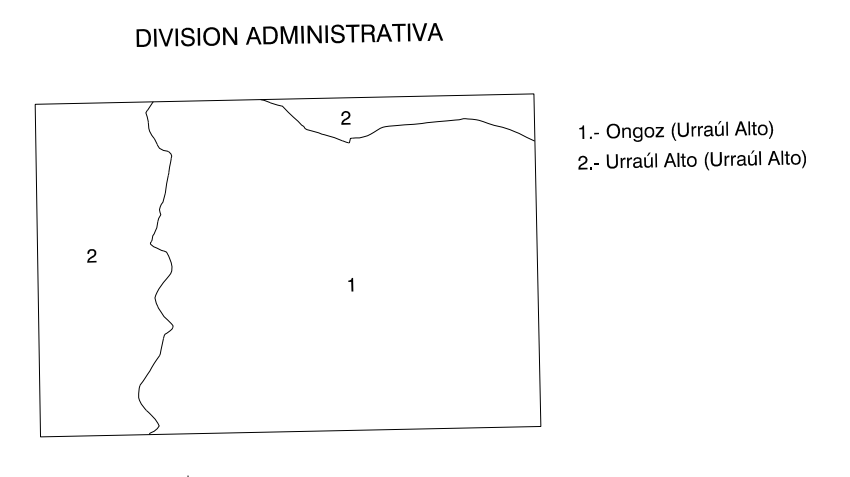 DIVISION ADMINISTRATIVA
2
1.- Ongoz (Urraúl Alto)
2.- Urraúl Alto (Urraúl Alto)
2
1